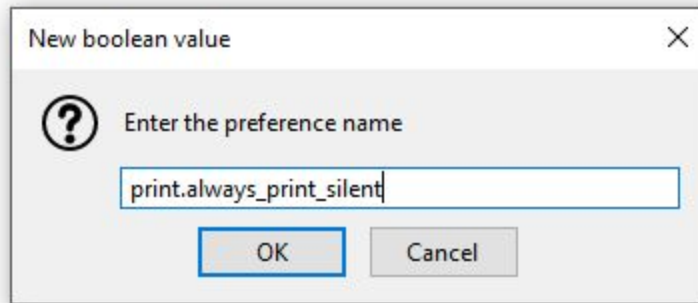 New boolean value
Enter the preference name
print.always_print_silent
OK Cancel